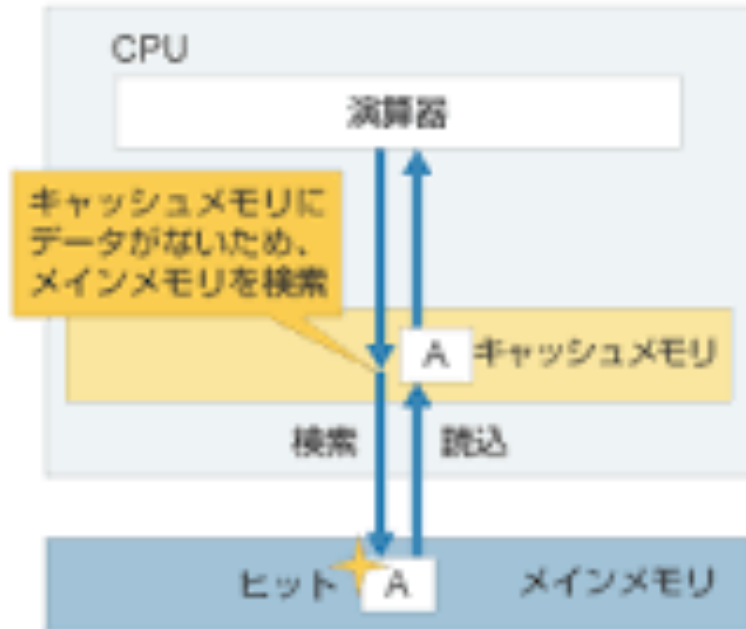 CPU
演算器
キャッシュメモリに
データがないため、
メインメモリを検索
A
キャッシュメモリ
検索
読込
ヒット
A
メインメモリ